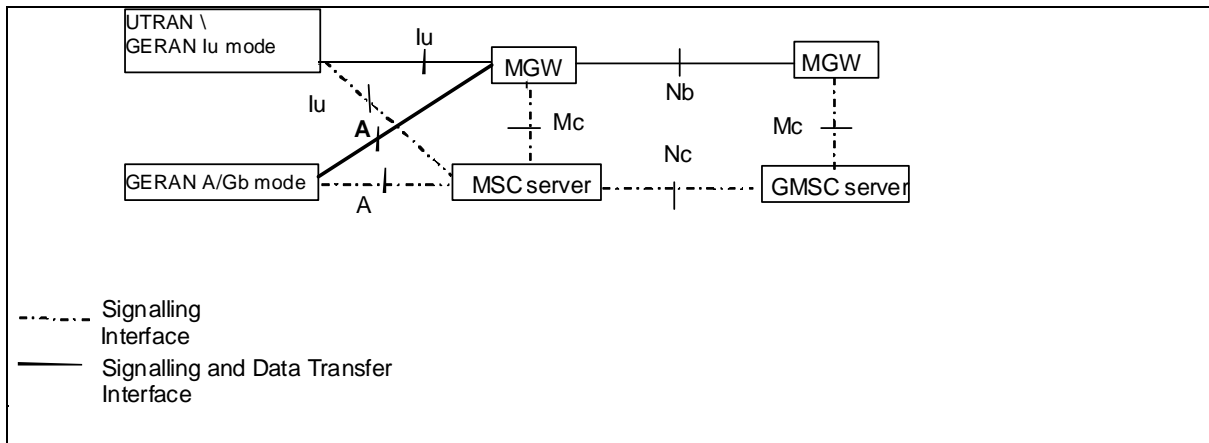 UTRAN \
GERAN Iu mode
Iu
MGW
MGW
Nb
Iu
A
Mc
Mc
GERAN A/Gb mode
A
MSC server
Nc
GMSC server
Signalling
Interface
Signalling and Data Transfer
Interface